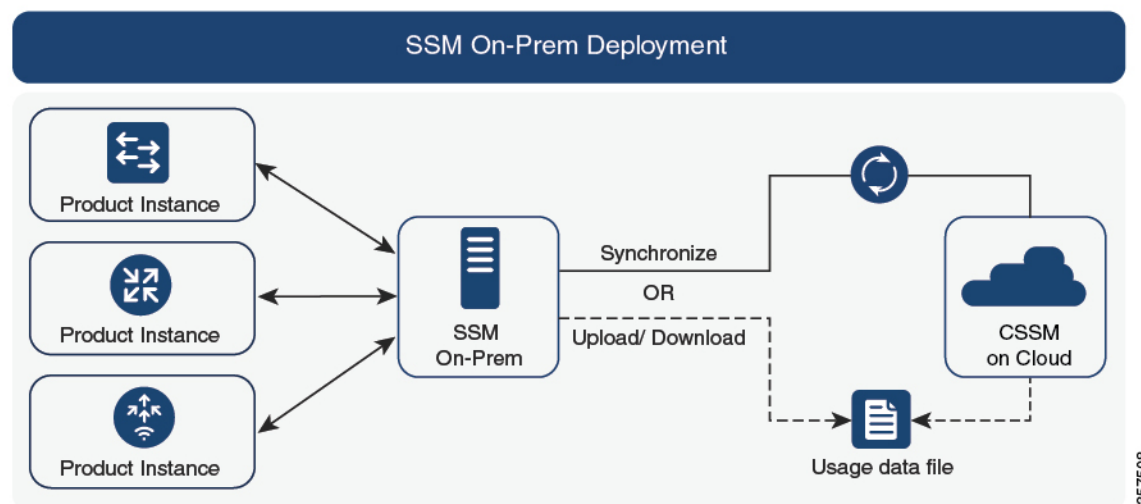 SSM On-Prem Deployment
Product Instance
Product Instance
Product Instance
SSM
On-Prem
Synchronize
OR
Upload/ Download
CSSM
on Cloud
Usage data file